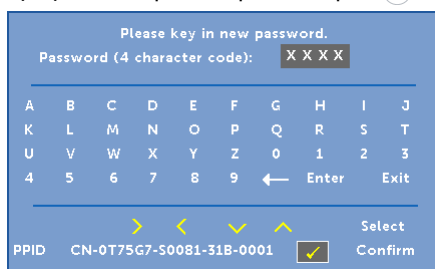 Please key in new password.
Password (4 character code): X X X X
A B C D E F G H I J
K L M N O P Q R S T
U V W X Y Z 0 1 2 3
4 5 6 7 8 9 ← Enter Exit
Select
PPID CN-0T75G7-S0081-31B-0001 ✓ Confirm